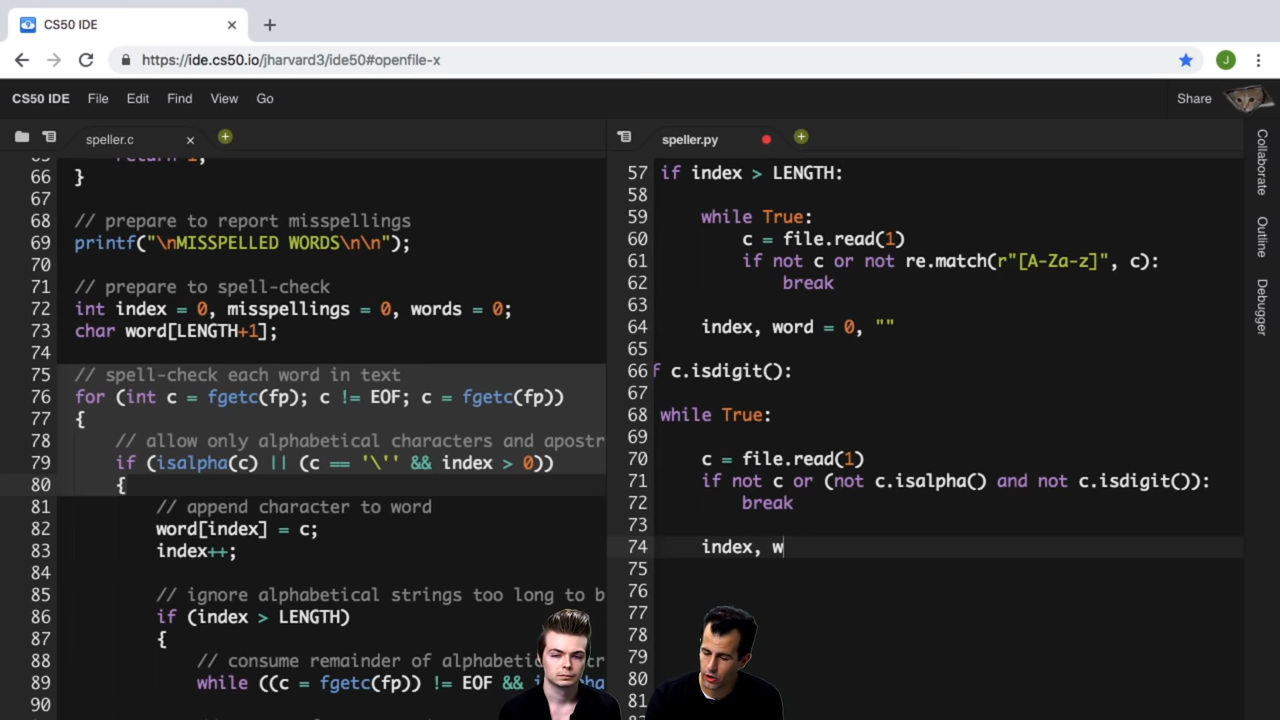 CS50 IDE
https://ide.cs50.io/jharvard3/ide50#openfile-x
J
CS50 IDE File Edit Find View Go Share
speller.c
66 }
67
68 // prepare to report misspellings
69 printf("\nMISSPELLED WORDS\n\n");
70
71 // prepare to spell-check
72 int index = 0, misspellings = 0, words = 0;
73 char word[LENGTH+1];
74
75 // spell-check each word in text
76 for (int c = fgetc(fp); c != EOF; c = fgetc(fp))
77 {
78 // allow only alphabetical characters and apostr
79 if (isalpha(c) || (c == '\'' && index > 0))
80 {
81 // append character to word
82 word[index] = c;
83 index++;
84
85 // ignore alphabetical strings too long to b
86 if (index > LENGTH)
87 {
88 // consume remainder of
89 while ((c = fgetc(fp)) != EOF &&
90
speller.py
57 if index > LENGTH:
58
59 while True:
60 c = file.read(1)
61 if not c or not re.match(r"[A-Za-z]", c):
62 break
63
64 index, word = 0, ""
65
66 f c.isdigit():
67
68 while True:
69
70 c = file.read(1)
71 if not c or (not c.isalpha() and not c.isdigit()):
72 break
73
74 index, w
75
76
77
78
79
80
81
Collaborate
Outline
Debugger